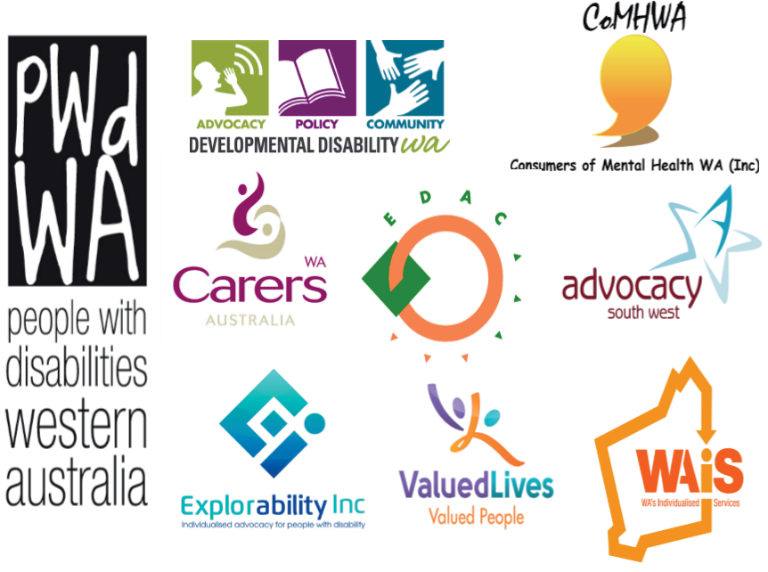 PWd
WA
people with
disabilities
western
australia
ADVOCACY POLICY COMMUNITY
DEVELOPMENTAL DISABILITY wa
CoMHWA
Consumers of Mental Health WA (Inc)
WA
Carers
AUSTRALIA
EDAC
advocacy
south west
Explorability Inc
Individualised advocacy for people with disability
ValuedLives
Valued People
WAiS
WA's Individualised Services